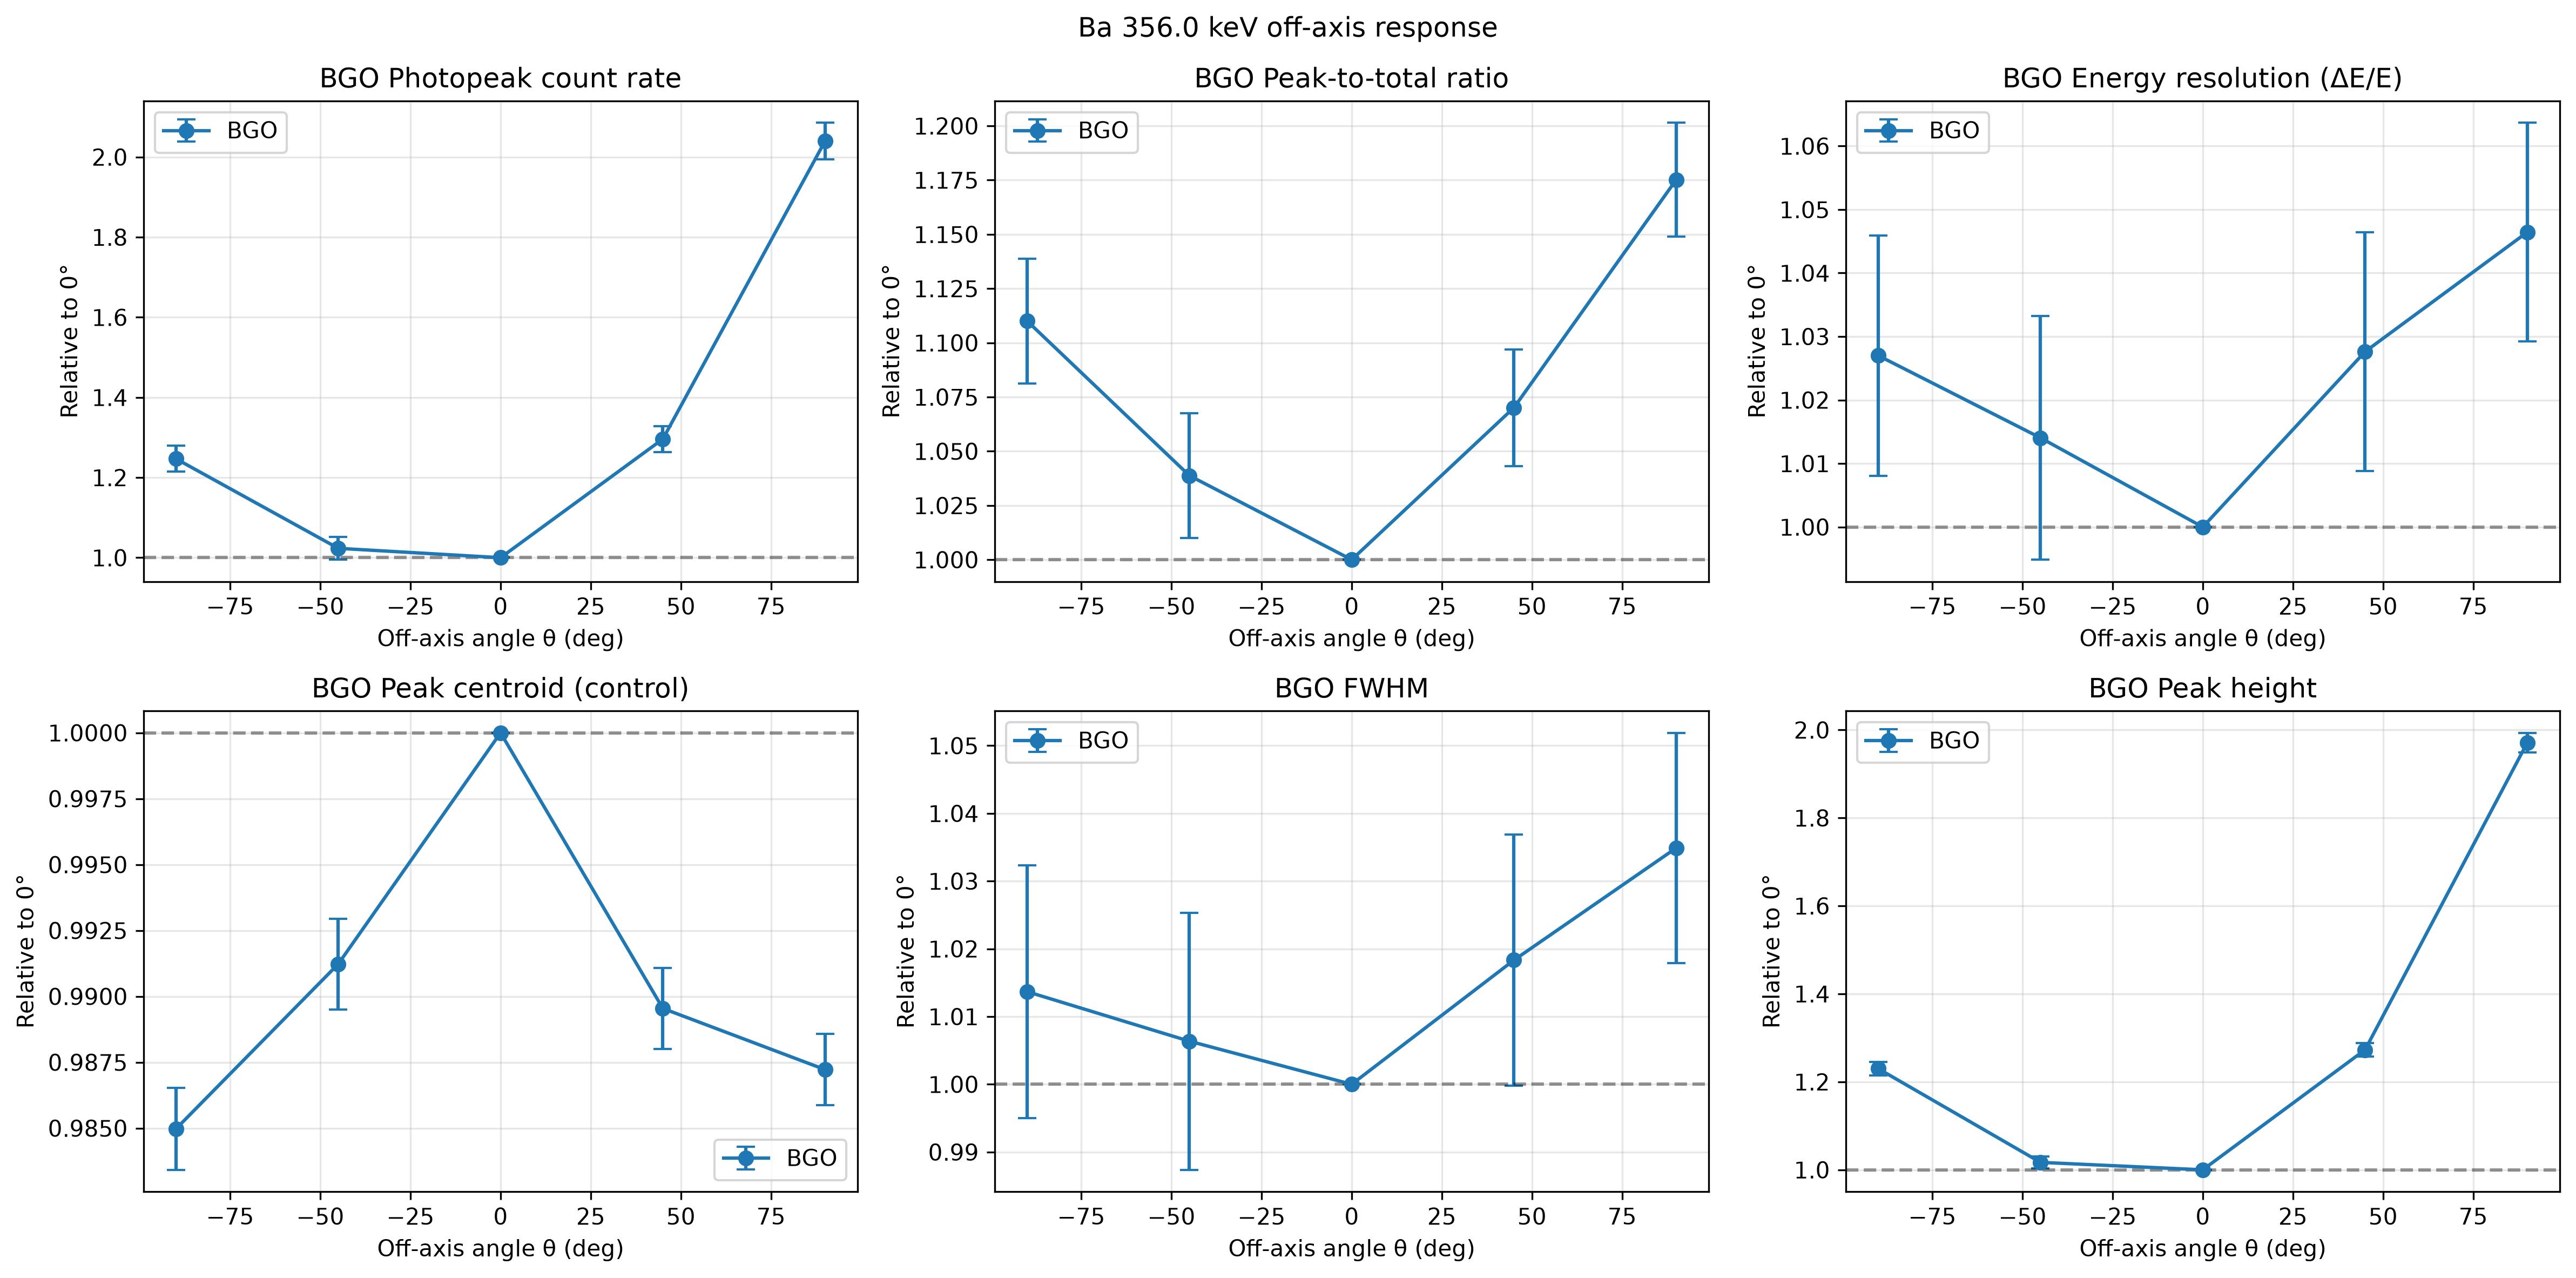 Ba 356.0 keV off-axis response
BGO Photopeak count rate
BGO
Relative to 0°
2.0
1.8
1.6
1.4
1.2
1.0
−75 −50 −25 0 25 50 75
Off-axis angle θ (deg)
BGO Peak-to-total ratio
BGO
Relative to 0°
1.200
1.175
1.150
1.125
1.100
1.075
1.050
1.025
1.000
−75 −50 −25 0 25 50 75
Off-axis angle θ (deg)
BGO Energy resolution (ΔE/E)
BGO
Relative to 0°
1.06
1.05
1.04
1.03
1.02
1.01
1.00
−75 −50 −25 0 25 50 75
Off-axis angle θ (deg)
BGO Peak centroid (control)
Relative to 0°
1.0000
0.9975
0.9950
0.9925
0.9900
0.9875
0.9850
BGO
−75 −50 −25 0 25 50 75
Off-axis angle θ (deg)
BGO FWHM
BGO
Relative to 0°
1.05
1.04
1.03
1.02
1.01
1.00
0.99
−75 −50 −25 0 25 50 75
Off-axis angle θ (deg)
BGO Peak height
BGO
Relative to 0°
2.0
1.8
1.6
1.4
1.2
1.0
−75 −50 −25 0 25 50 75
Off-axis angle θ (deg)